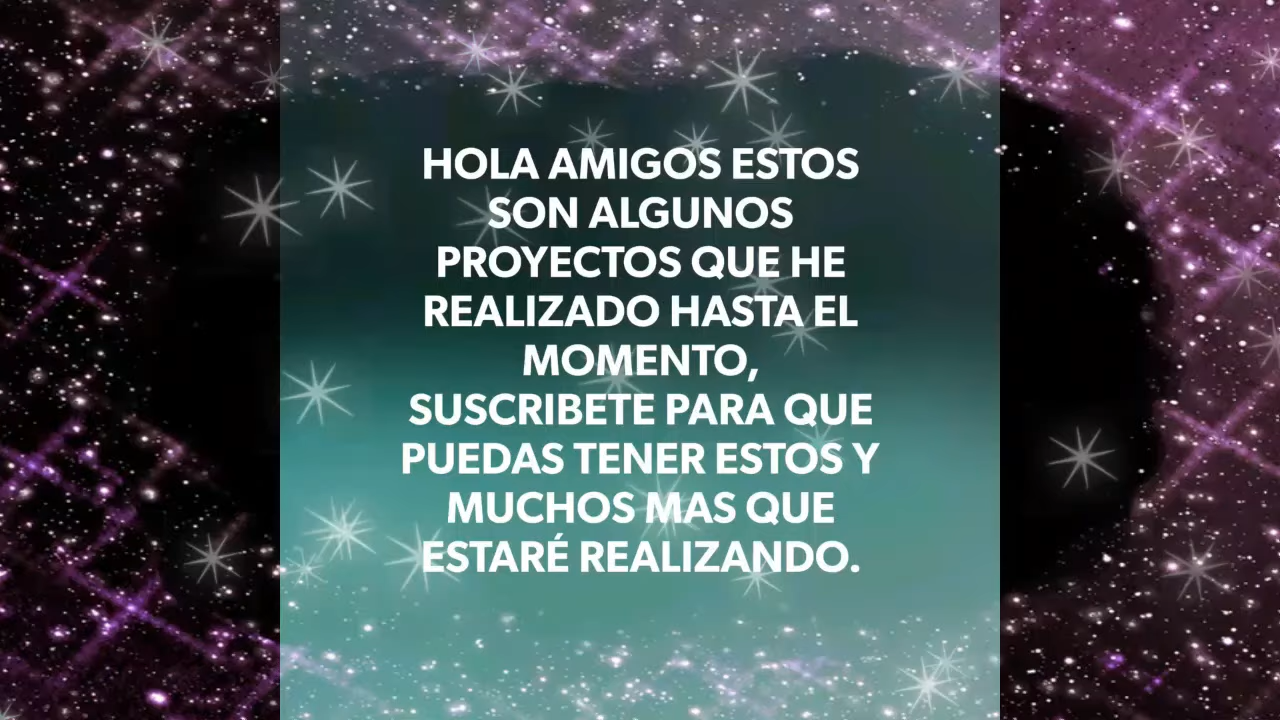 HOLA AMIGOS ESTOS
SON ALGUNOS
PROYECTOS QUE HE
REALIZADO HASTA EL
MOMENTO,
SUSCRIBETE PARA QUE
PUEDAS TENER ESTOS Y
MUCHOS MAS QUE
ESTARÉ REALIZANDO.